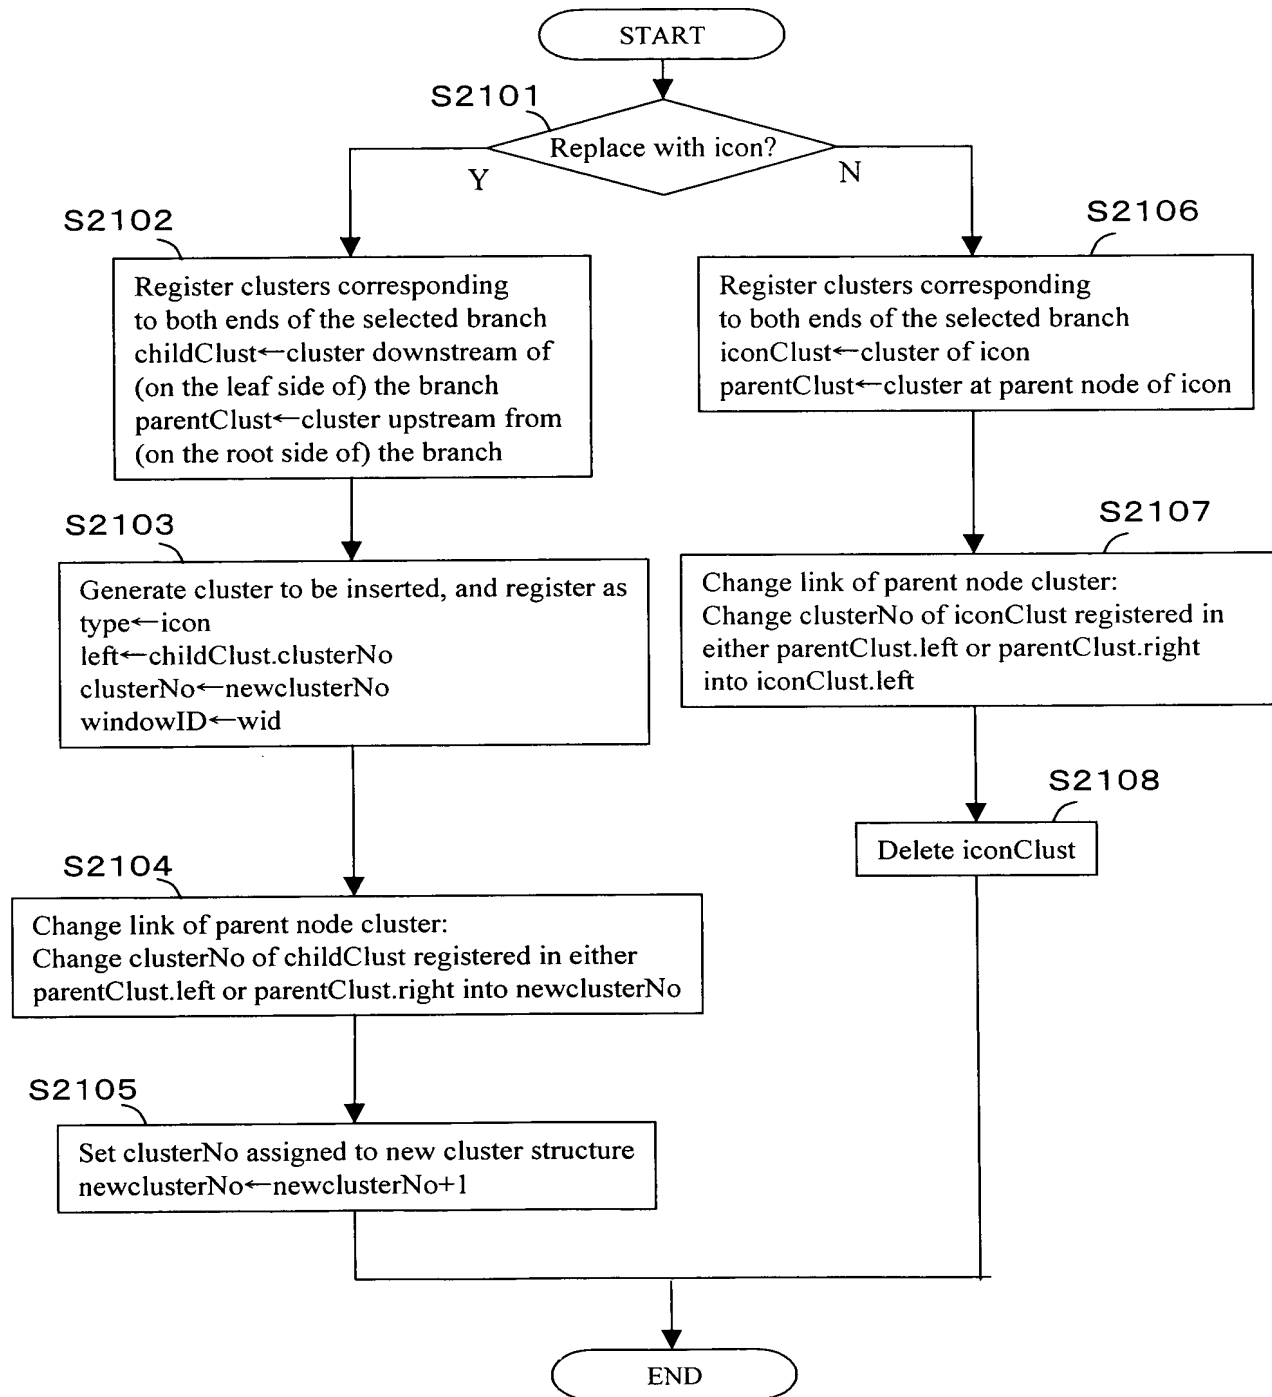 START
S2101
Replace with icon?
Y
N
S2102
Register clusters corresponding
to both ends of the selected branch
childClust←cluster downstream of
(on the leaf side of) the branch
parentClust←cluster upstream from
(on the root side of) the branch
S2106
Register clusters corresponding
to both ends of the selected branch
iconClust←cluster of icon
parentClust←cluster at parent node of icon
S2103
Generate cluster to be inserted, and register as
type←icon
left←childClust.clusterNo
clusterNo←newclusterNo
windowID←wid
S2107
Change link of parent node cluster:
Change clusterNo of iconClust registered in
either parentClust.left or parentClust.right
into iconClust.left
S2108
Delete iconClust
S2104
Change link of parent node cluster:
Change clusterNo of childClust registered in either
parentClust.left or parentClust.right into newclusterNo
S2105
Set clusterNo assigned to new cluster structure
newclusterNo←newclusterNo+1
END